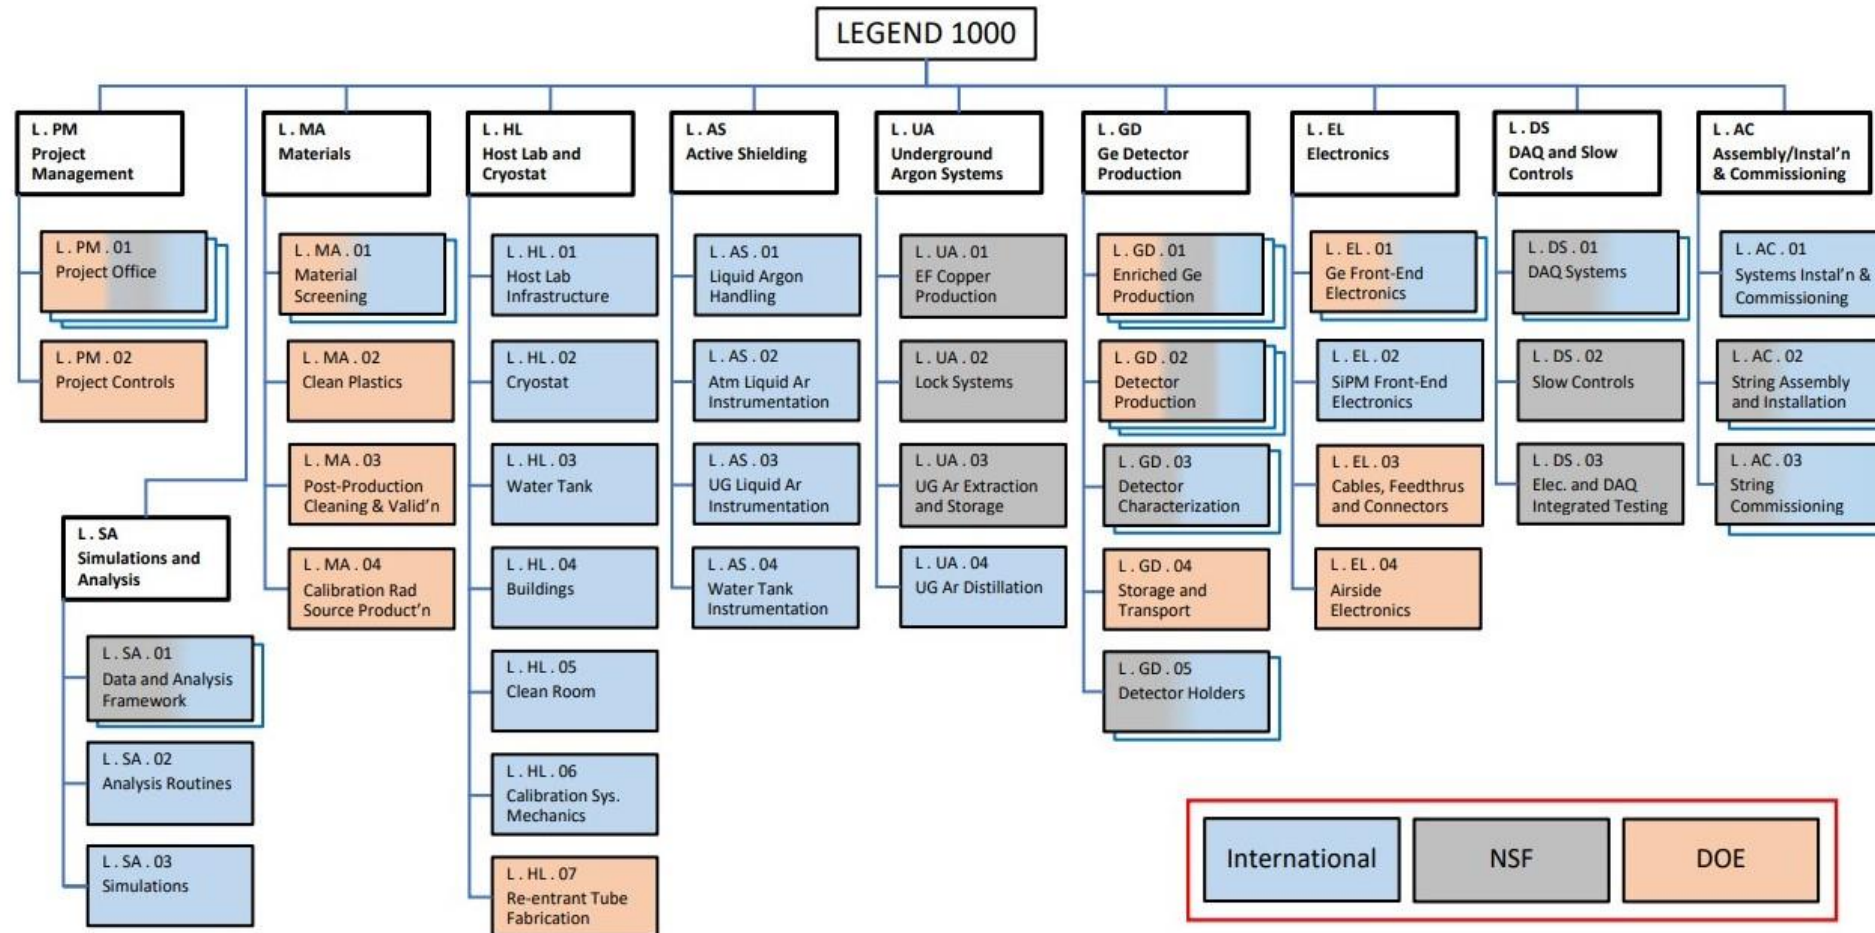 LEGEND 1000
L . PM
Project
Management
L . PM . 01
Project Office
L . PM . 02
Project Controls
L . SA
Simulations and
Analysis
L . SA . 01
Data and Analysis
Framework
L . SA . 02
Analysis Routines
L . SA . 03
Simulations
L . MA
Materials
L . MA . 01
Material
Screening
L . MA . 02
Clean Plastics
L . MA . 03
Post-Production
Cleaning & Valid’n
L . MA . 04
Calibration Rad
Source Product’n
L . HL
Host Lab and
Cryostat
L . HL . 01
Host Lab
Infrastructure
L . HL . 02
Cryostat
L . HL . 03
Water Tank
L . HL . 04
Buildings
L . HL . 05
Clean Room
L . HL . 06
Calibration Sys.
Mechanics
L . HL . 07
Re-entrant Tube
Fabrication
L . AS
Active Shielding
L . AS . 01
Liquid Argon
Handling
L . AS . 02
Atm Liquid Ar
Instrumentation
L . AS . 03
UG Liquid Ar
Instrumentation
L . AS . 04
Water Tank
Instrumentation
L . UA
Underground
Argon Systems
L . UA . 01
EF Copper
Production
L . UA . 02
Lock Systems
L . UA . 03
UG Ar Extraction
and Storage
L . UA . 04
UG Ar Distillation
L . GD
Ge Detector
Production
L . GD . 01
Enriched Ge
Production
L . GD . 02
Detector
Production
L . GD . 03
Detector
Characterization
L . GD . 04
Storage and
Transport
L . GD . 05
Detector Holders
L . EL
Electronics
L . EL . 01
Ge Front-End
Electronics
L . EL . 02
SiPM Front-End
Electronics
L . EL . 03
Cables, Feedthrus
and Connectors
L . EL . 04
Airside
Electronics
L . DS
DAQ and Slow
Controls
L . DS . 01
DAQ Systems
L . DS . 02
Slow Controls
L . DS . 03
Elec. and DAQ
Integrated Testing
L . AC
Assembly/Instal’n
& Commissioning
L . AC . 01
Systems Instal’n &
Commissioning
L . AC . 02
String Assembly
and Installation
L . AC . 03
String
Commissioning
International
NSF
DOE